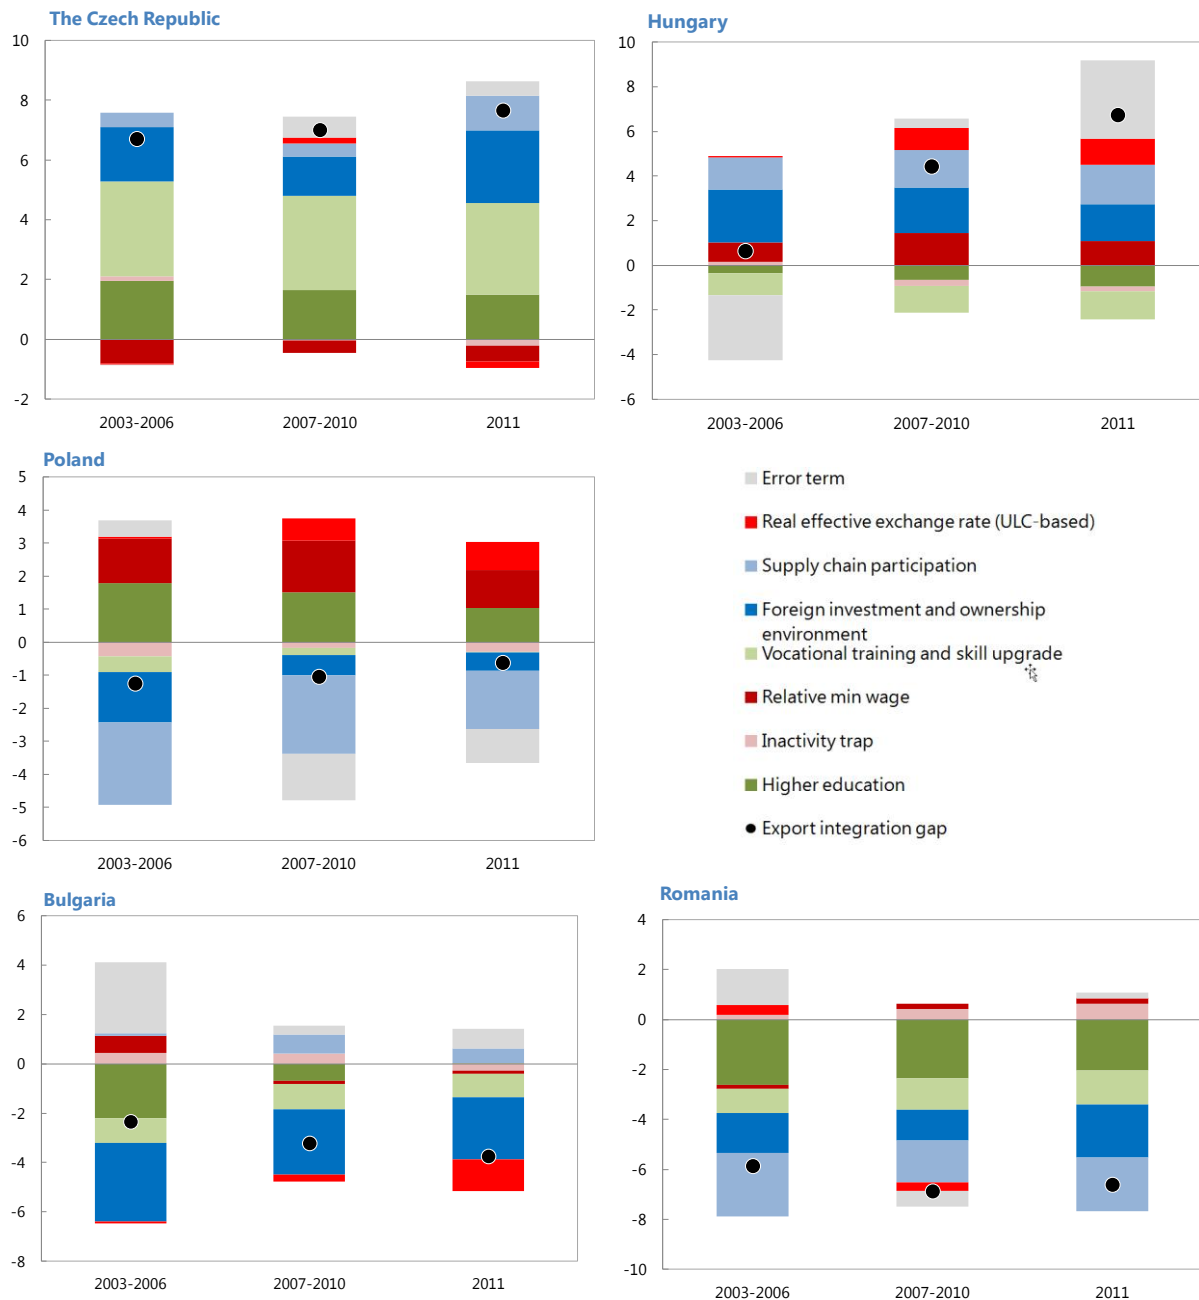 The Czech Republic
10
8
6
4
2
0
-2
2003-2006 2007-2010 2011
Hungary
10
8
6
4
2
0
-2
-4
-6
2003-2006 2007-2010 2011
Poland
5
4
3
2
1
0
-1
-2
-3
-4
-5
-6
2003-2006 2007-2010 2011
Error term
Real effective exchange rate (ULC-based)
Supply chain participation
Foreign investment and ownership
environment
Vocational training and skill upgrade
Relative min wage
Inactivity trap
Higher education
Export integration gap
Bulgaria
6
4
2
0
-2
-4
-6
-8
2003-2006 2007-2010 2011
Romania
4
2
0
-2
-4
-6
-8
-10
2003-2006 2007-2010 2011